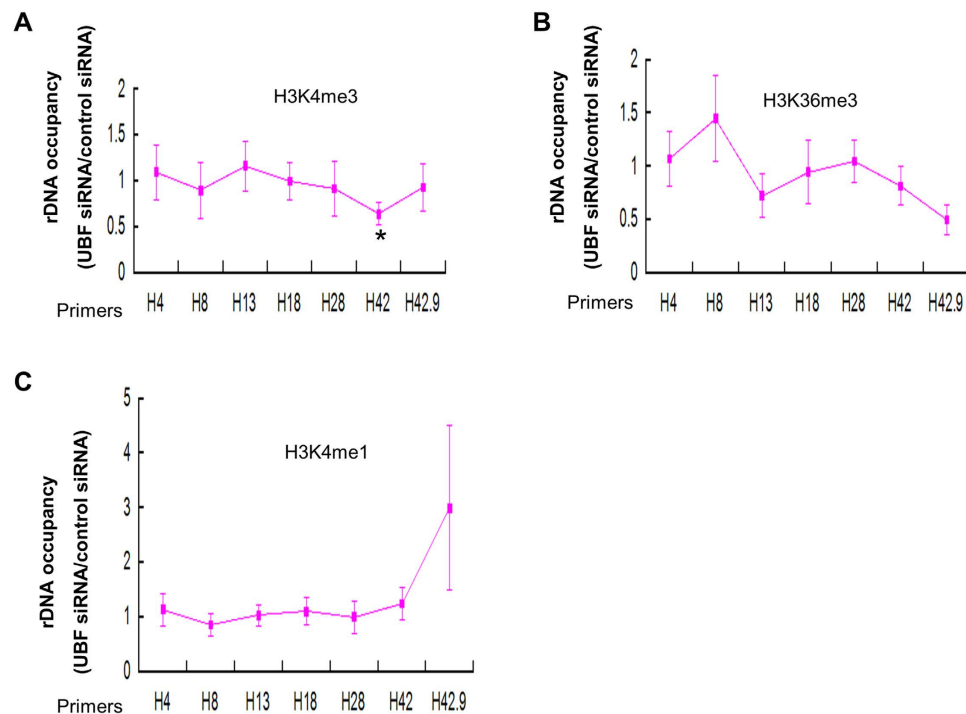 A
rDNA occupancy
(UBF siRNA/control siRNA)
H3K4me3
2
1.5
1
0.5
0
*
Primers H4 H8 H13 H18 H28 H42 H42.9
B
rDNA occupancy
(UBF siRNA/control siRNA)
H3K36me3
2
1.5
1
0.5
0
Primers H4 H8 H13 H18 H28 H42 H42.9
C
rDNA occupancy
(UBF siRNA/control siRNA)
H3K4me1
5
4
3
2
1
0
Primers H4 H8 H13 H18 H28 H42 H42.9